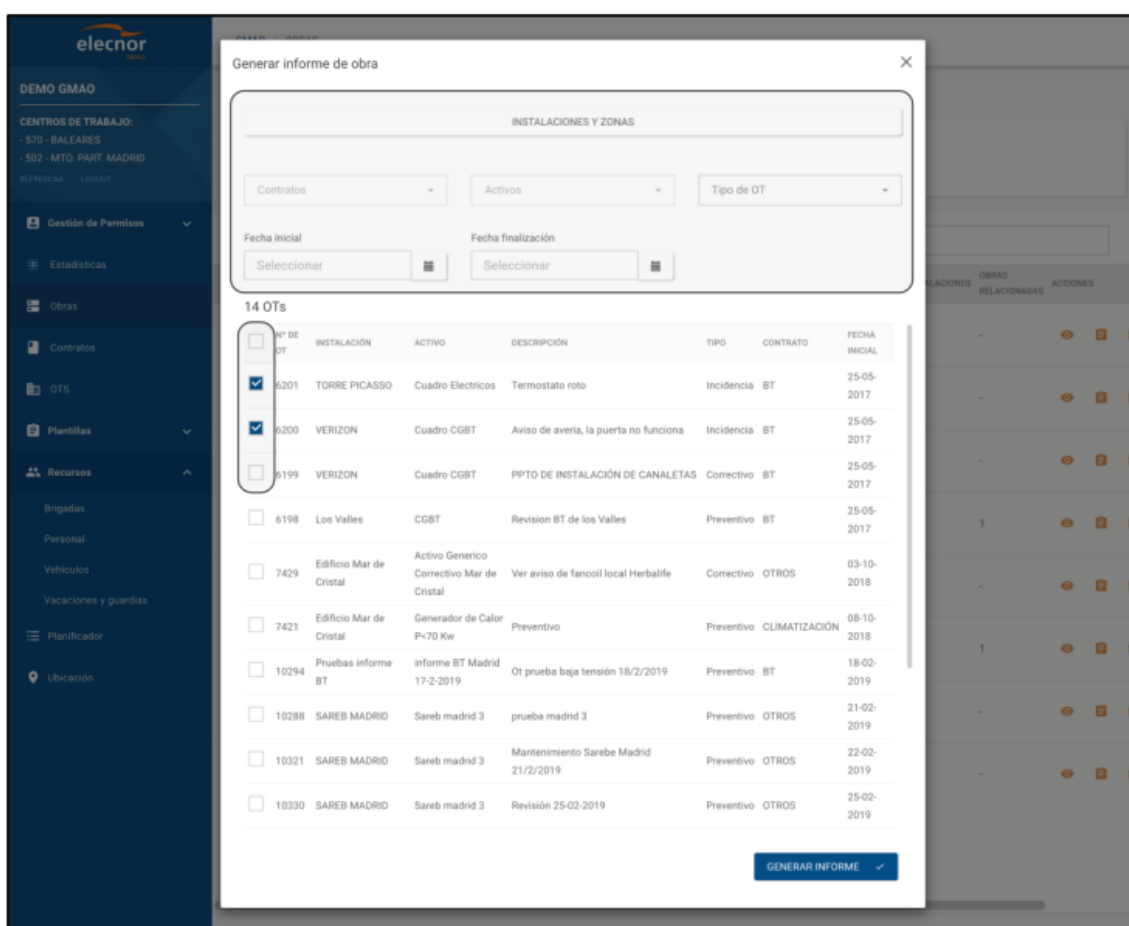 elecnor
GMAO
DEMO GMAO
CENTROS DE TRABAJO:
- 570 - BALEARES
- 502 - MTO. PART. MADRID
REFRESCAR LOGOUT
Gestión de Permisos
Estadísticas
Obras
Contratos
OTS
Plantillas
Recursos
Brigadas
Personal
Vehículos
Vacaciones y guardias
Planificador
Ubicación
Generar informe de obra
INSTALACIONES Y ZONAS
Contratos Activos Tipo de OT
Fecha inicial Fecha finalización
Seleccionar Seleccionar
14 OTs
Nº DE OT INSTALACIÓN ACTIVO DESCRIPCIÓN TIPO CONTRATO FECHA INICIAL
6201 TORRE PICASSO Cuadro Electricos Termostato roto Incidencia BT 25-05-2017
6200 VERIZON Cuadro CGBT Aviso de averia, la puerta no funciona Incidencia BT 25-05-2017
6199 VERIZON Cuadro CGBT PPTO DE INSTALACIÓN DE CANALETAS Correctivo BT 25-05-2017
6198 Los Valles CGBT Revision BT de los Valles Preventivo BT 25-05-2017
7429 Edificio Mar de Cristal Activo Generico Correctivo Mar de Cristal Ver aviso de fancoil local Herbalife Correctivo OTROS 03-10-2018
7421 Edificio Mar de Cristal Generador de Calor P<70 Kw Preventivo Preventivo CLIMATIZACIÓN 08-10-2018
10294 Pruebas informe BT informe BT Madrid 17-2-2019 Ot prueba baja tensión 18/2/2019 Preventivo BT 18-02-2019
10288 SAREB MADRID Sareb madrid 3 prueba madrid 3 Preventivo OTROS 21-02-2019
10321 SAREB MADRID Sareb madrid 3 Mantenimiento Sarebe Madrid 21/2/2019 Preventivo OTROS 22-02-2019
10330 SAREB MADRID Sareb madrid 3 Revisión 25-02-2019 Preventivo OTROS 25-02-2019
GENERAR INFORME
OBRAS RELACIONADAS ACCIONES
-
-
-
1
-
1
-
-